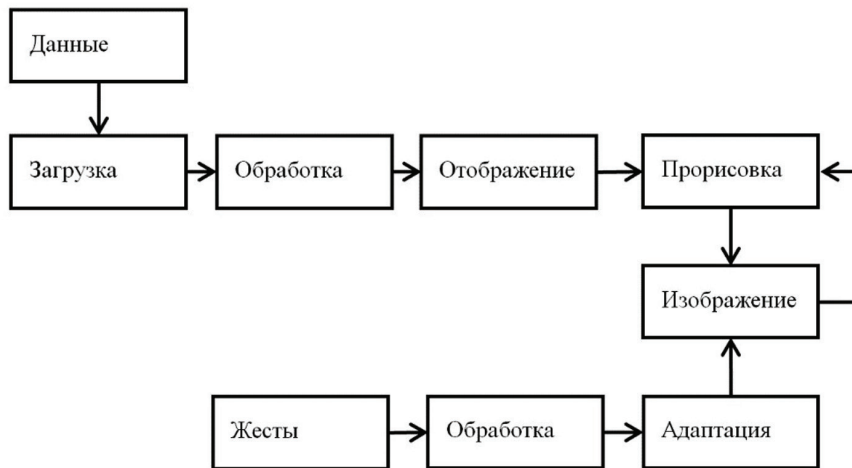 Данные
Загрузка
Обработка
Отображение
Прорисовка
Изображение
Жесты
Обработка
Адаптация